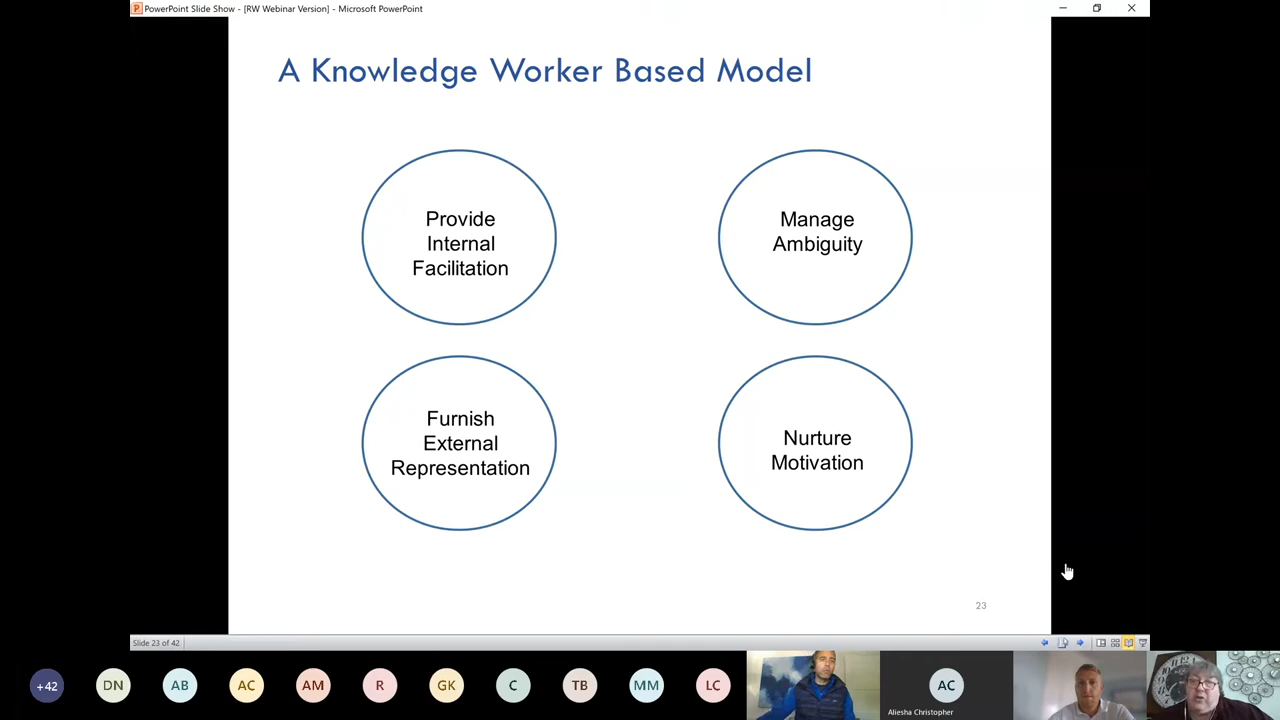 PowerPoint Slide Show - [RW Webinar Version] - Microsoft PowerPoint
A Knowledge Worker Based Model
Provide
Internal
Facilitation
Manage
Ambiguity
Furnish
External
Representation
Nurture
Motivation
23
Slide 23 of 42
+42
DN
AB
AC
AM
R
GK
C
TB
MM
LC
AC
Aliesha Christopher